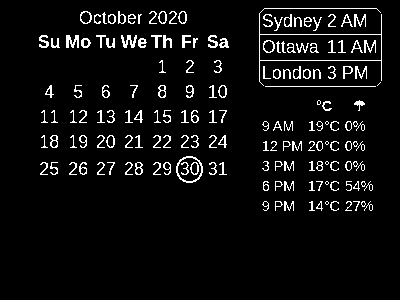 October 2020
Su Mo Tu We Th Fr Sa
1 2 3
4 5 6 7 8 9 10
11 12 13 14 15 16 17
18 19 20 21 22 23 24
25 26 27 28 29 30 31
Sydney 2 AM
Ottawa 11 AM
London 3 PM
°C
9 AM 19°C 0%
12 PM 20°C 0%
3 PM 18°C 0%
6 PM 17°C 54%
9 PM 14°C 27%